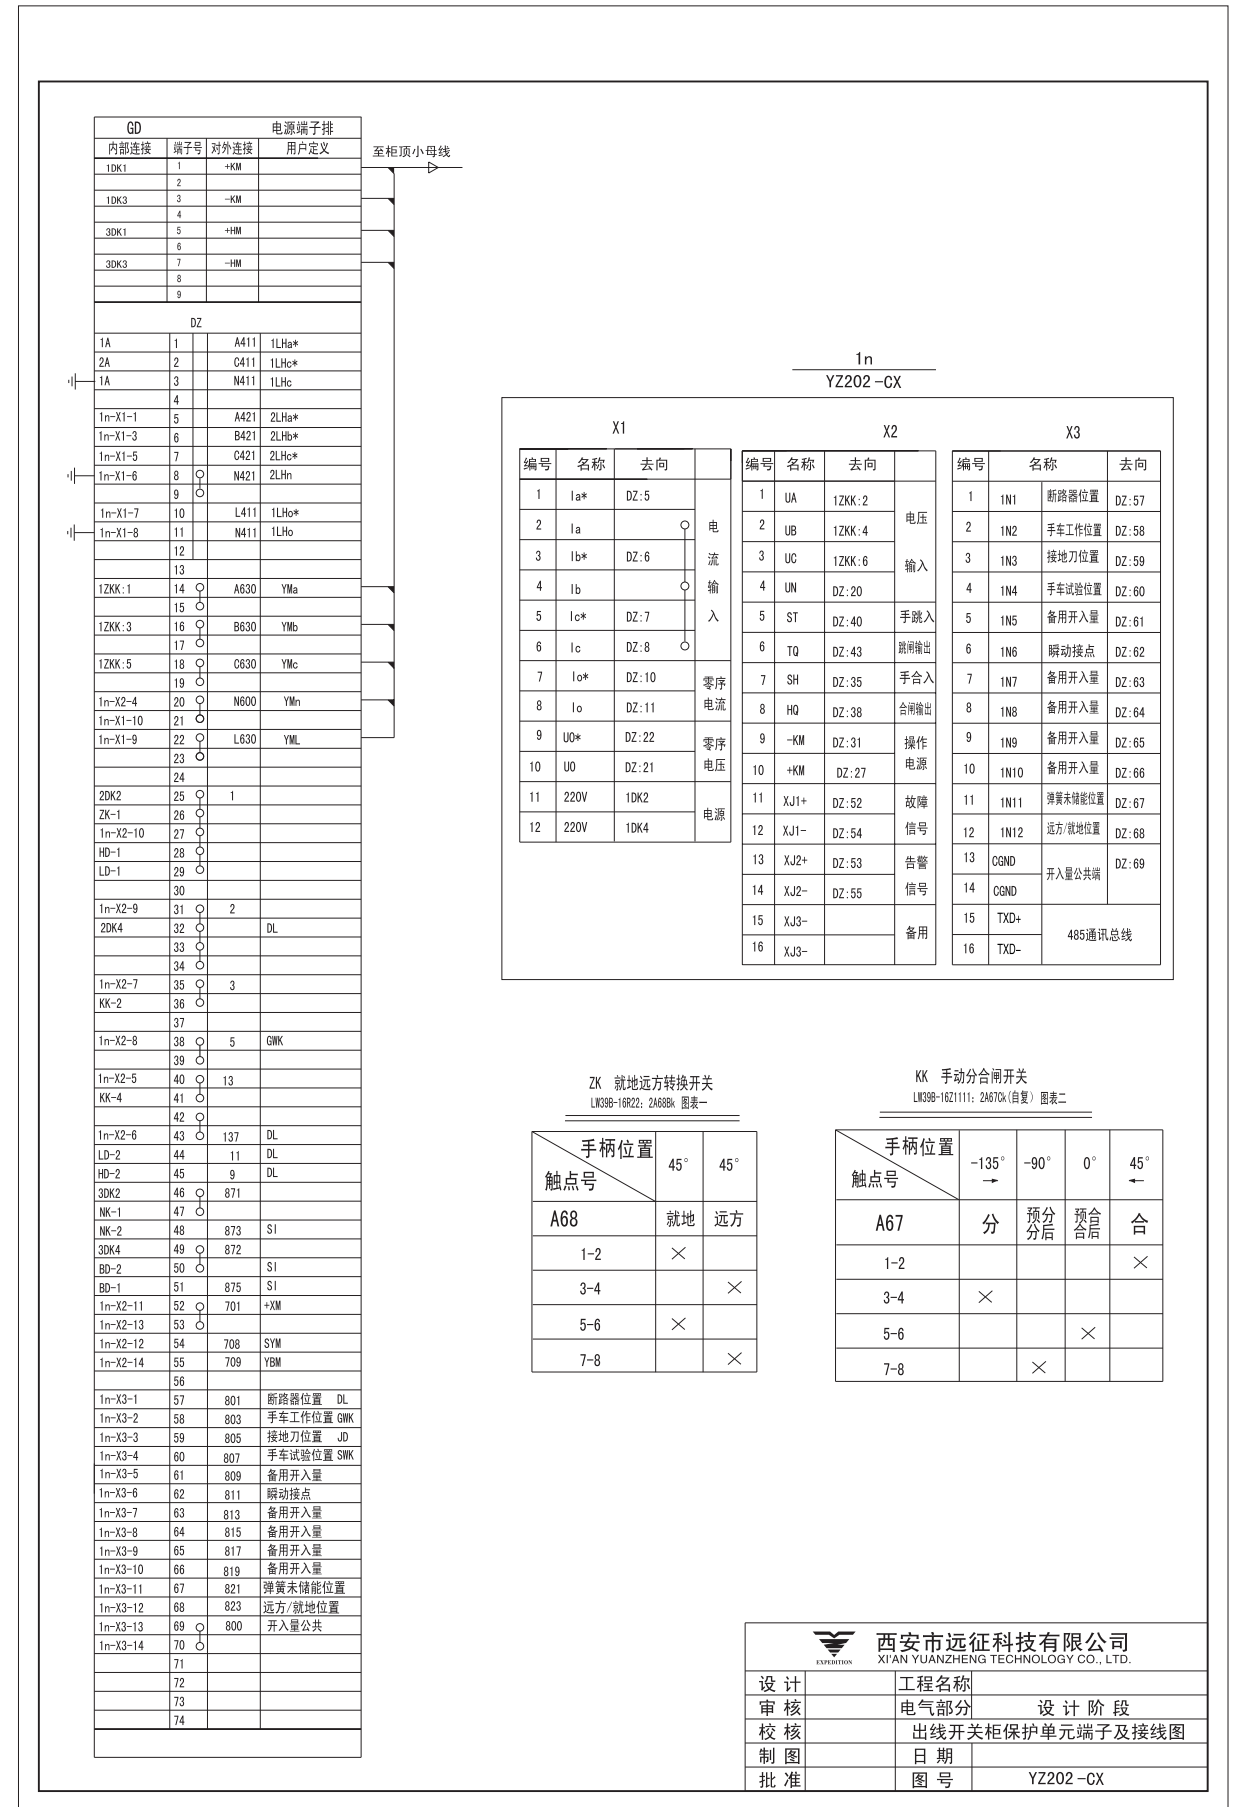 GD 电源端子排
内部连接 端子号 对外连接 用户定义
1DK1 1 +KM
2
1DK3 3 -KM
4
3DK1 5 +HM
6
3DK3 7 -HM
8
9
至柜顶小母线
DZ
1A 1 A411 1LHa*
2A 2 C411 1LHc*
1A 3 N411 1LHc
4
1n-X1-1 5 A421 2LHa*
1n-X1-3 6 B421 2LHb*
1n-X1-5 7 C421 2LHc*
1n-X1-6 8 N421 2LHn
9
1n-X1-7 10 L411 1LHo*
1n-X1-8 11 N411 1LHo
12
13
1ZKK:1 14 A630 YMa
15
1ZKK:3 16 B630 YMb
17
1ZKK:5 18 C630 YMc
19
1n-X2-4 20 N600 YMn
1n-X1-10 21
1n-X1-9 22 L630 YML
23
24
2DK2 25 1
ZK-1 26
1n-X2-10 27
HD-1 28
LD-1 29
30
1n-X2-9 31 2
2DK4 32 DL
33
34
1n-X2-7 35 3
KK-2 36
37
1n-X2-8 38 5 GWK
39
1n-X2-5 40 13
KK-4 41
42
1n-X2-6 43 137 DL
LD-2 44 11 DL
HD-2 45 9 DL
3DK2 46 871
NK-1 47
NK-2 48 873 SI
3DK4 49 872
BD-2 50 SI
BD-1 51 875 SI
1n-X2-11 52 701 +XM
1n-X2-13 53
1n-X2-12 54 708 SYM
1n-X2-14 55 709 YBM
56
1n-X3-1 57 801 断路器位置 DL
1n-X3-2 58 803 手车工作位置 GWK
1n-X3-3 59 805 接地刀位置 JD
1n-X3-4 60 807 手车试验位置 SWK
1n-X3-5 61 809 备用开入量
1n-X3-6 62 811 瞬动接点
1n-X3-7 63 813 备用开入量
1n-X3-8 64 815 备用开入量
1n-X3-9 65 817 备用开入量
1n-X3-10 66 819 备用开入量
1n-X3-11 67 821 弹簧未储能位置
1n-X3-12 68 823 远方/就地位置
1n-X3-13 69 800 开入量公共
1n-X3-14 70
71
72
73
74
1n
YZ202-CX
X1
编号 名称 去向
1 Ia* DZ:5
2 Ia
3 Ib* DZ:6
4 Ib
5 Ic* DZ:7
6 Ic DZ:8
电流输入
7 Io* DZ:10
8 Io DZ:11
零序电流
9 U0* DZ:22
10 U0 DZ:21
零序电压
11 220V 1DK2
12 220V 1DK4
电源
X2
编号 名称 去向
1 UA 1ZKK:2
2 UB 1ZKK:4
3 UC 1ZKK:6
4 UN DZ:20
电压输入
5 ST DZ:40 手跳入
6 TQ DZ:43 跳闸输出
7 SH DZ:35 手合入
8 HQ DZ:38 合闸输出
9 -KM DZ:31
10 +KM DZ:27
操作电源
11 XJ1+ DZ:52
12 XJ1- DZ:54
故障信号
13 XJ2+ DZ:53
14 XJ2- DZ:55
告警信号
15 XJ3-
16 XJ3-
备用
X3
编号 名称 去向
1 1N1 断路器位置 DZ:57
2 1N2 手车工作位置 DZ:58
3 1N3 接地刀位置 DZ:59
4 1N4 手车试验位置 DZ:60
5 1N5 备用开入量 DZ:61
6 1N6 瞬动接点 DZ:62
7 1N7 备用开入量 DZ:63
8 1N8 备用开入量 DZ:64
9 1N9 备用开入量 DZ:65
10 1N10 备用开入量 DZ:66
11 1N11 弹簧未储能位置 DZ:67
12 1N12 远方/就地位置 DZ:68
13 CGND 开入量公共端 DZ:69
14 CGND
15 TXD+ 485通讯总线
16 TXD-
ZK 就地远方转换开关
LW39B-16R22: 2A68Bk 图表一
手柄位置 45° 45°
触点号
A68 就地 远方
1-2 ×
3-4 ×
5-6 ×
7-8 ×
KK 手动分合闸开关
LW39B-16Z1111: 2A67Ck(自复) 图表二
手柄位置 -135° → -90° 0° 45° ←
触点号
A67 分 预分分后 预合合后 合
1-2 ×
3-4 ×
5-6 ×
7-8 ×
EXPEDITION
西安市远征科技有限公司
XI'AN YUANZHENG TECHNOLOGY CO., LTD.
设计 工程名称
审核 电气部分 设计阶段
校核 出线开关柜保护单元端子及接线图
制图 日期
批准 图号 YZ202-CX